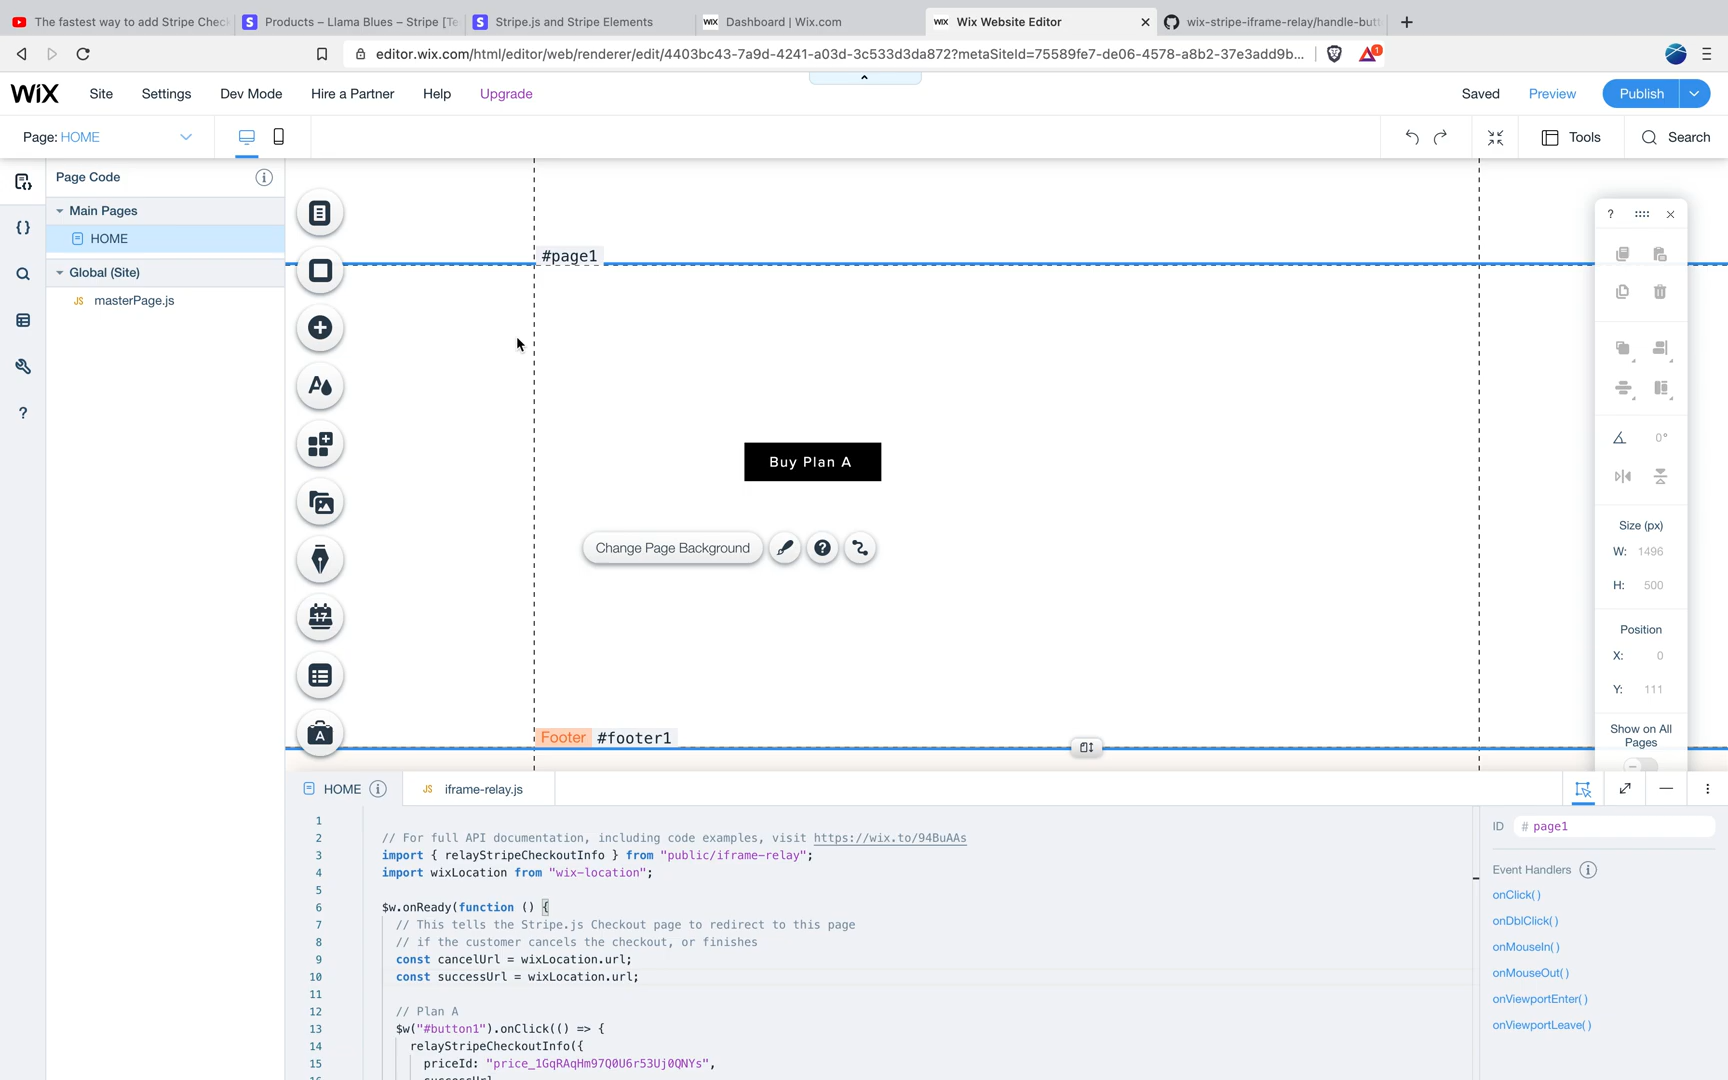 The fastest way to add Stripe Chec
Products – Llama Blues – Stripe [Te
Stripe.js and Stripe Elements
WIX Dashboard | Wix.com
WIX Wix Website Editor
wix-stripe-iframe-relay/handle-butt
editor.wix.com/html/editor/web/renderer/edit/4403bc43-7a9d-4241-a03d-3c533d3da872?metaSiteId=75589fe7-de06-4578-a8b2-37e3add9b...
1
WiX Site Settings Dev Mode Hire a Partner Help Upgrade Saved Preview Publish
Page: HOME
Tools Search
Page Code
Main Pages
HOME
Global (Site)
JS masterPage.js
#page1
Buy Plan A
Change Page Background
17
Footer #footer1
0°
Size (px)
W: 1496
H: 500
Position
X: 0
Y: 111
Show on All
Pages
HOME
JS iframe-relay.js
1
2 // For full API documentation, including code examples, visit https://wix.to/94BuAAs
3 import { relayStripeCheckoutInfo } from "public/iframe-relay";
4 import wixLocation from "wix-location";
5
6 $w.onReady(function () {
7 // This tells the Stripe.js Checkout page to redirect to this page
8 // if the customer cancels the checkout, or finishes
9 const cancelUrl = wixLocation.url;
10 const successUrl = wixLocation.url;
11
12 // Plan A
13 $w("#button1").onClick(() => {
14 relayStripeCheckoutInfo({
15 priceId: "price_1GqRAqHm97Q0U6r53Uj0QNYs",
ID # page1
Event Handlers
onClick()
onDblClick()
onMouseIn()
onMouseOut()
onViewportEnter()
onViewportLeave()